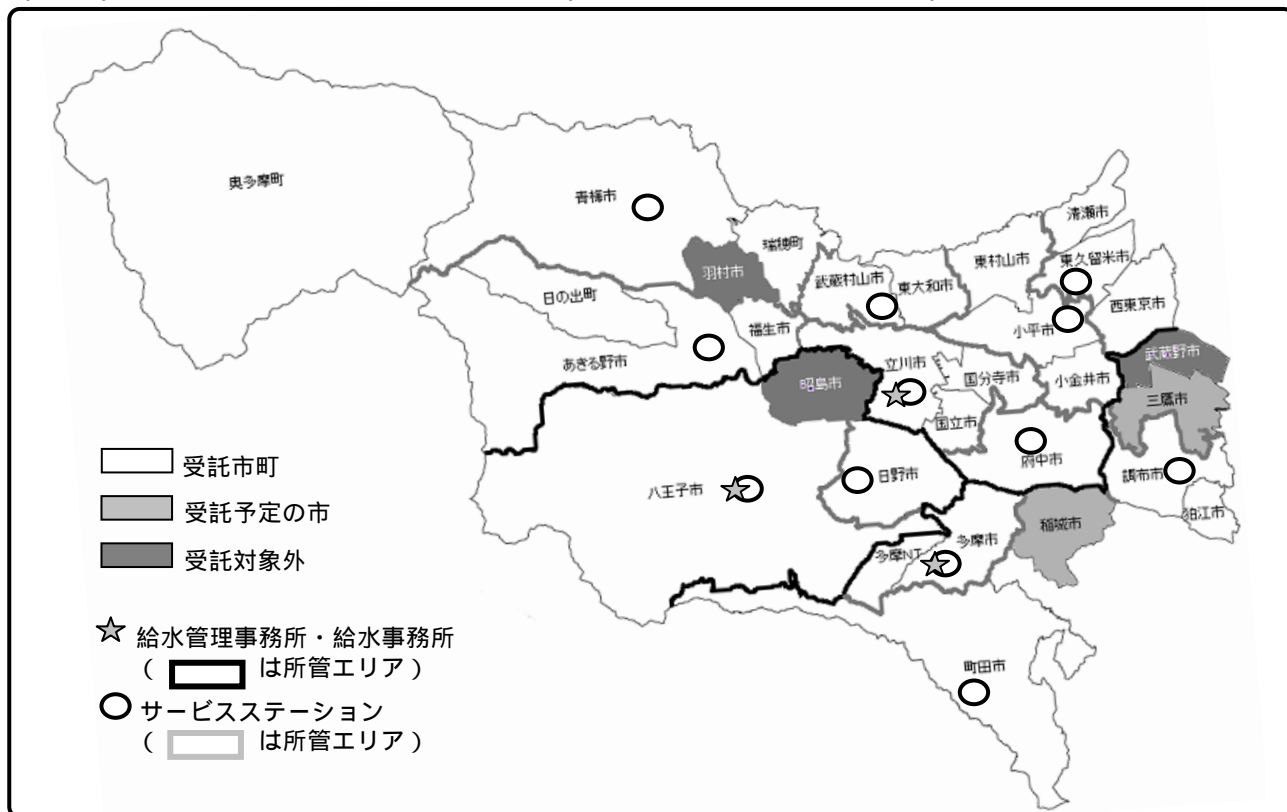 奥多摩町
青梅市
羽村市
瑞穂町
武蔵村山市
東大和市
東村山市
清瀬市
東久留米市
西東京市
小平市
日の出町
福生市
あきる野市
昭島市
立川市
国分寺市
小金井市
武蔵野市
三鷹市
国立市
府中市
調布市
狛江市
八王子市
日野市
多摩NT
多摩市
稲城市
町田市
受託市町
受託予定の市
受託対象外
給水管理事務所・給水事務所
( は所管エリア )
サービスステーション
( は所管エリア )